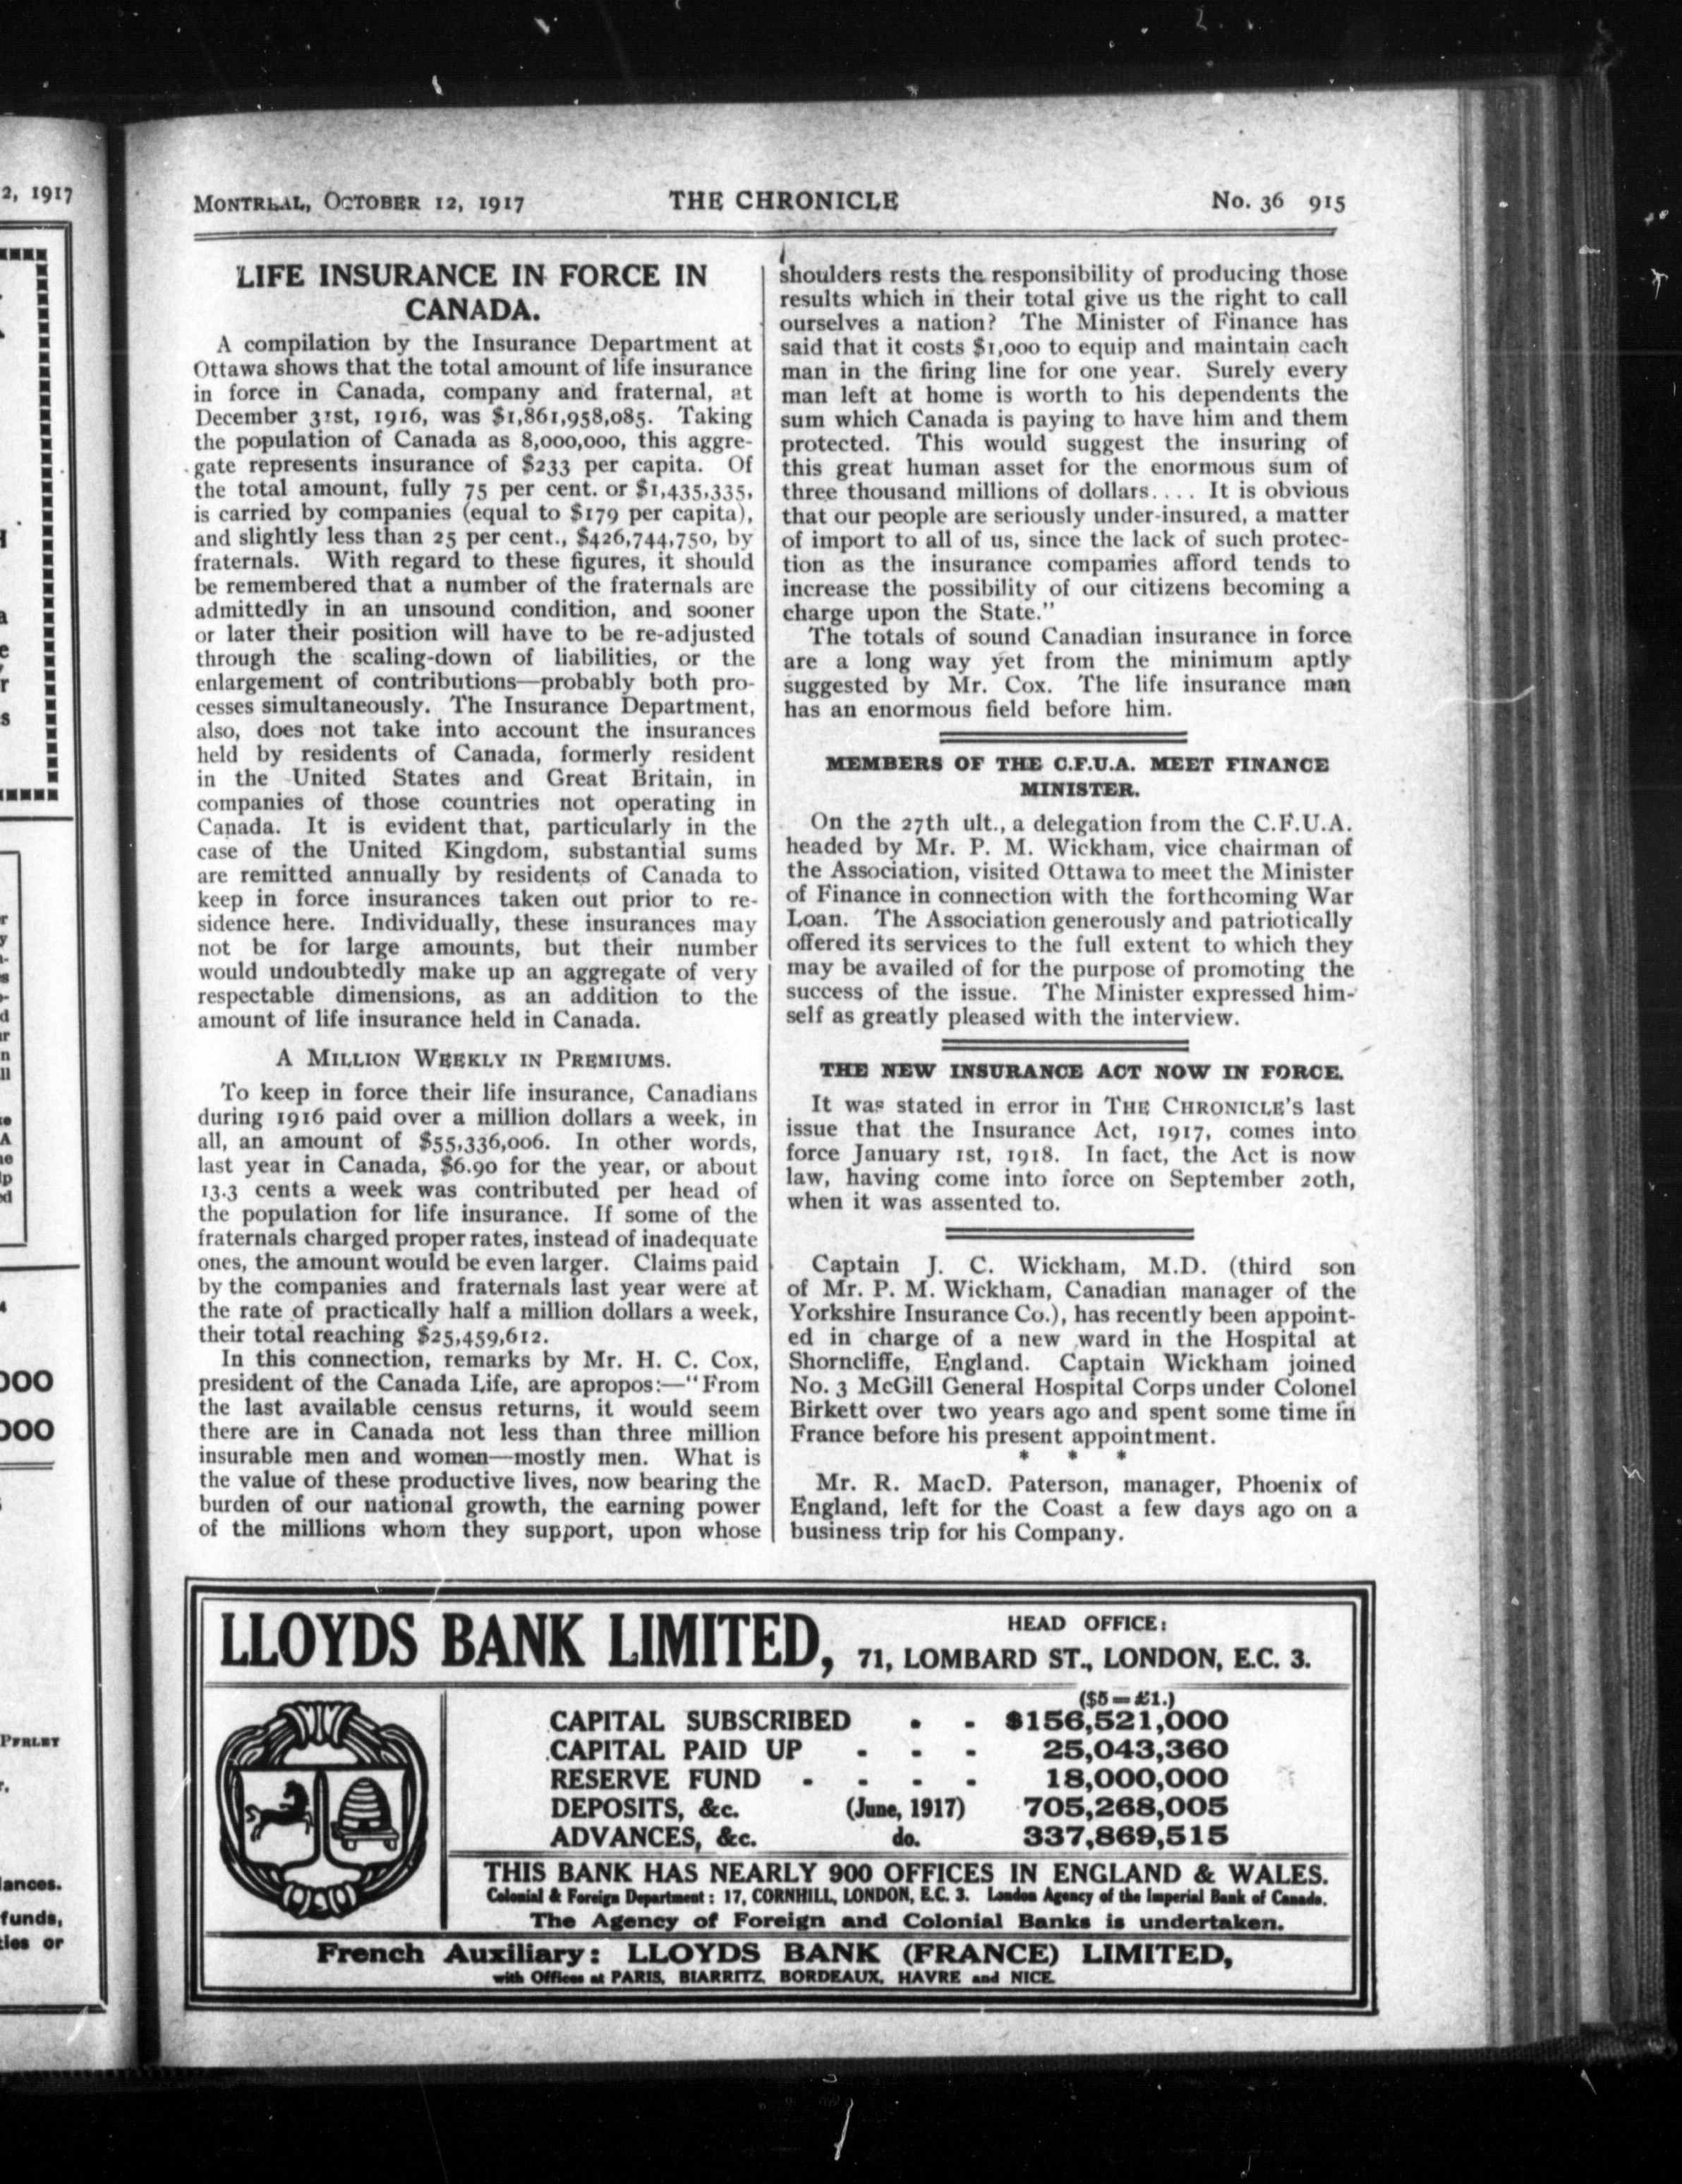 2, 1917
MONTREAL, OCTOBER 12, 1917 THE CHRONICLE No. 36 915
LIFE INSURANCE IN FORCE IN
CANADA.
A compilation by the Insurance Department at
Ottawa shows that the total amount of life insurance
in force in Canada, company and fraternal, at
December 31st, 1916, was $1,861,958,085. Taking
the population of Canada as 8,000,000, this aggre-
gate represents insurance of $233 per capita. Of
the total amount, fully 75 per cent. or $1,435,335,
is carried by companies (equal to $179 per capita),
and slightly less than 25 per cent., $426,744,750, by
fraternals. With regard to these figures, it should
be remembered that a number of the fraternals are
admittedly in an unsound condition, and sooner
or later their position will have to be re-adjusted
through the scaling-down of liabilities, or the
enlargement of contributions—probably both pro-
cesses simultaneously. The Insurance Department,
also, does not take into account the insurances
held by residents of Canada, formerly resident
in the United States and Great Britain, in
companies of those countries not operating in
Canada. It is evident that, particularly in the
case of the United Kingdom, substantial sums
are remitted annually by residents of Canada to
keep in force insurances taken out prior to re-
sidence here. Individually, these insurances may
not be for large amounts, but their number
would undoubtedly make up an aggregate of very
respectable dimensions, as an addition to the
amount of life insurance held in Canada.
A MILLION WEEKLY IN PREMIUMS.
To keep in force their life insurance, Canadians
during 1916 paid over a million dollars a week, in
all, an amount of $55,336,006. In other words,
last year in Canada, $6.90 for the year, or about
13.3 cents a week was contributed per head of
the population for life insurance. If some of the
fraternals charged proper rates, instead of inadequate
ones, the amount would be even larger. Claims paid
by the companies and fraternals last year were at
the rate of practically half a million dollars a week,
their total reaching $25,459,612.
In this connection, remarks by Mr. H. C. Cox,
president of the Canada Life, are apropos:—"From
the last available census returns, it would seem
there are in Canada not less than three million
insurable men and women—mostly men. What is
the value of these productive lives, now bearing the
burden of our national growth, the earning power
of the millions whom they support, upon whose
shoulders rests the responsibility of producing those
results which in their total give us the right to call
ourselves a nation? The Minister of Finance has
said that it costs $1,000 to equip and maintain each
man in the firing line for one year. Surely every
man left at home is worth to his dependents the
sum which Canada is paying to have him and them
protected. This would suggest the insuring of
this great human asset for the enormous sum of
three thousand millions of dollars.... It is obvious
that our people are seriously under-insured, a matter
of import to all of us, since the lack of such protec-
tion as the insurance companies afford tends to
increase the possibility of our citizens becoming a
charge upon the State."
The totals of sound Canadian insurance in force
are a long way yet from the minimum aptly
suggested by Mr. Cox. The life insurance man
has an enormous field before him.
MEMBERS OF THE C.F.U.A. MEET FINANCE
MINISTER.
On the 27th ult., a delegation from the C.F.U.A.
headed by Mr. P. M. Wickham, vice chairman of
the Association, visited Ottawa to meet the Minister
of Finance in connection with the forthcoming War
Loan. The Association generously and patriotically
offered its services to the full extent to which they
may be availed of for the purpose of promoting the
success of the issue. The Minister expressed him-
self as greatly pleased with the interview.
THE NEW INSURANCE ACT NOW IN FORCE.
It was stated in error in THE CHRONICLE'S last
issue that the Insurance Act, 1917, comes into
force January 1st, 1918. In fact, the Act is now
law, having come into force on September 20th,
when it was assented to.
Captain J. C. Wickham, M.D. (third son
of Mr. P. M. Wickham, Canadian manager of the
Yorkshire Insurance Co.), has recently been appoint-
ed in charge of a new ward in the Hospital at
Shorncliffe, England. Captain Wickham joined
No. 3 McGill General Hospital Corps under Colonel
Birkett over two years ago and spent some time in
France before his present appointment.
* * *
Mr. R. MacD. Paterson, manager, Phoenix of
England, left for the Coast a few days ago on a
business trip for his Company.
LLOYDS BANK LIMITED,
HEAD OFFICE:
71, LOMBARD ST., LONDON, E.C. 3.
($5=£1.)
CAPITAL SUBSCRIBED - - $156,521,000
CAPITAL PAID UP - - - 25,043,360
RESERVE FUND - - - - 18,000,000
DEPOSITS, &c. (June, 1917) 705,268,005
ADVANCES, &c. do. 337,869,515
THIS BANK HAS NEARLY 900 OFFICES IN ENGLAND & WALES.
Colonial & Foreign Department: 17, CORNHILL, LONDON, E.C. 3. London Agency of the Imperial Bank of Canada.
The Agency of Foreign and Colonial Banks is undertaken.
French Auxiliary: LLOYDS BANK (FRANCE) LIMITED,
with Offices at PARIS, BIARRITZ, BORDEAUX, HAVRE and NICE.